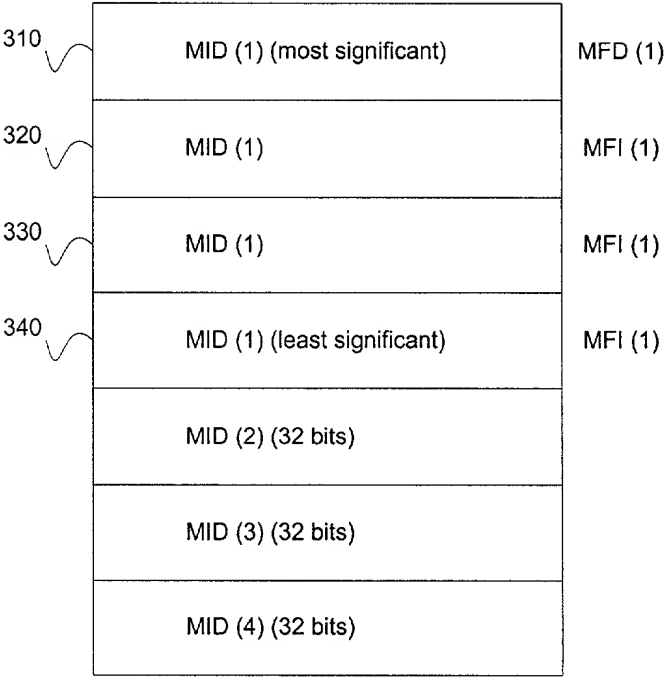 310 MID (1) (most significant) MFD (1)
320 MID (1) MFI (1)
330 MID (1) MFI (1)
340 MID (1) (least significant) MFI (1)
MID (2) (32 bits)
MID (3) (32 bits)
MID (4) (32 bits)